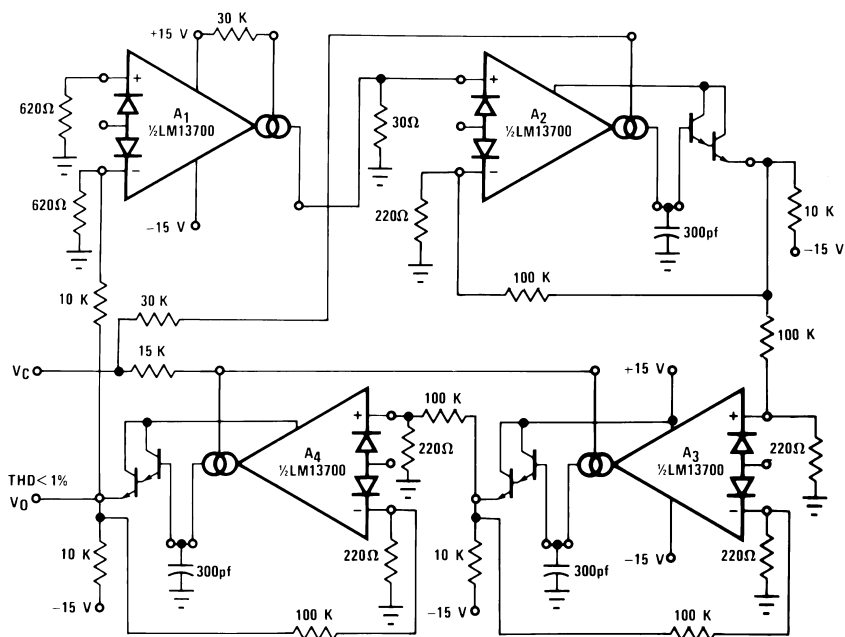 30 K
+15 V
620Ω
+
A1
½LM13700
−
620Ω
−15 V
30Ω
+
A2
½LM13700
−
220Ω
300pf
10 K
−15 V
100 K
10 K
30 K
100 K
VC
15 K
+15 V
100 K
+
A4
½LM13700
−
220Ω
+
A3
½LM13700
−
220Ω
THD<1%
VO
10 K
−15 V
300pf
220Ω
10 K
−15 V
300pf
−15 V
220Ω
100 K
100 K